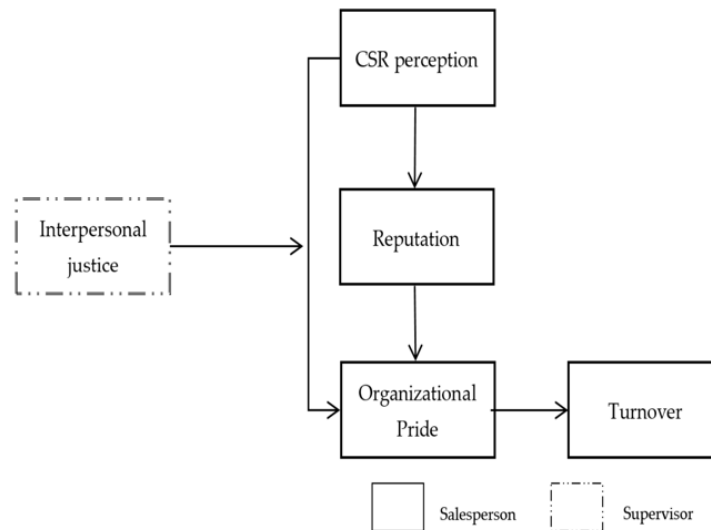 CSR perception
Interpersonal
justice
Reputation
Organizational
Pride
Turnover
Salesperson
Supervisor